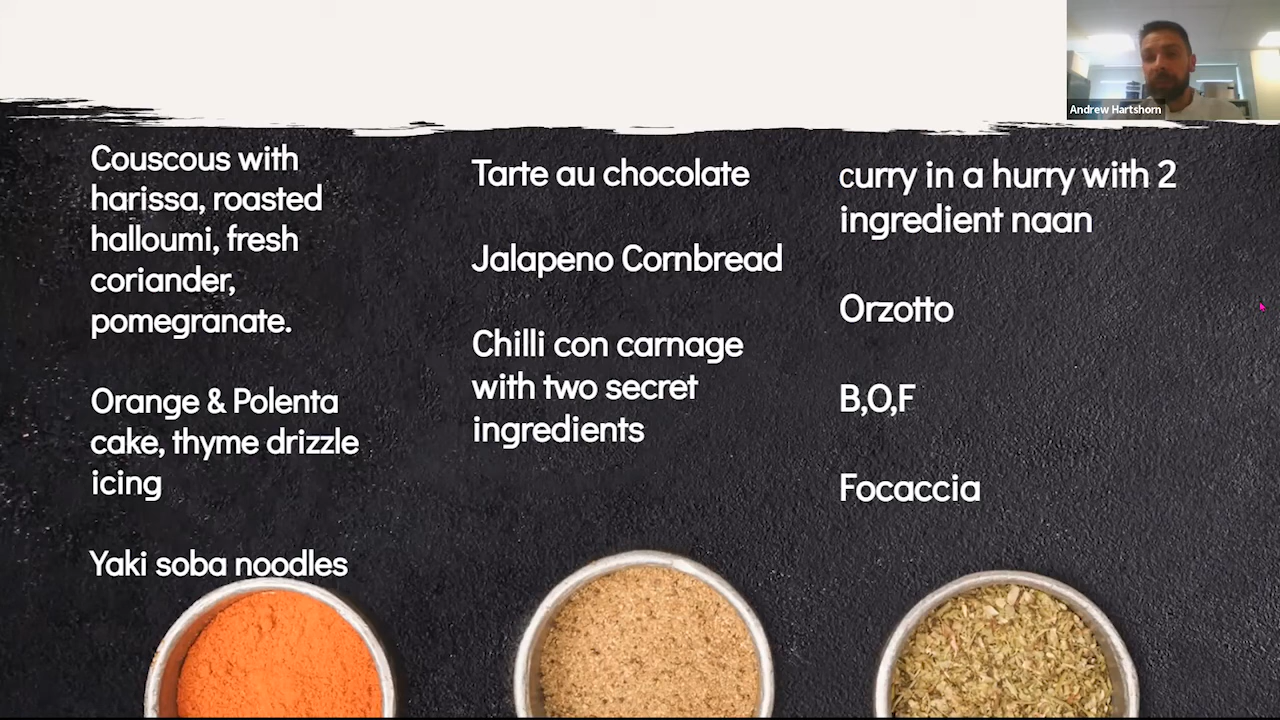 Andrew Hartshorn
Couscous with
harissa, roasted
halloumi, fresh
coriander,
pomegranate.
Orange & Polenta
cake, thyme drizzle
icing
Yaki soba noodles
Tarte au chocolate
Jalapeno Cornbread
Chilli con carnage
with two secret
ingredients
curry in a hurry with 2
ingredient naan
Orzotto
B,O,F
Focaccia